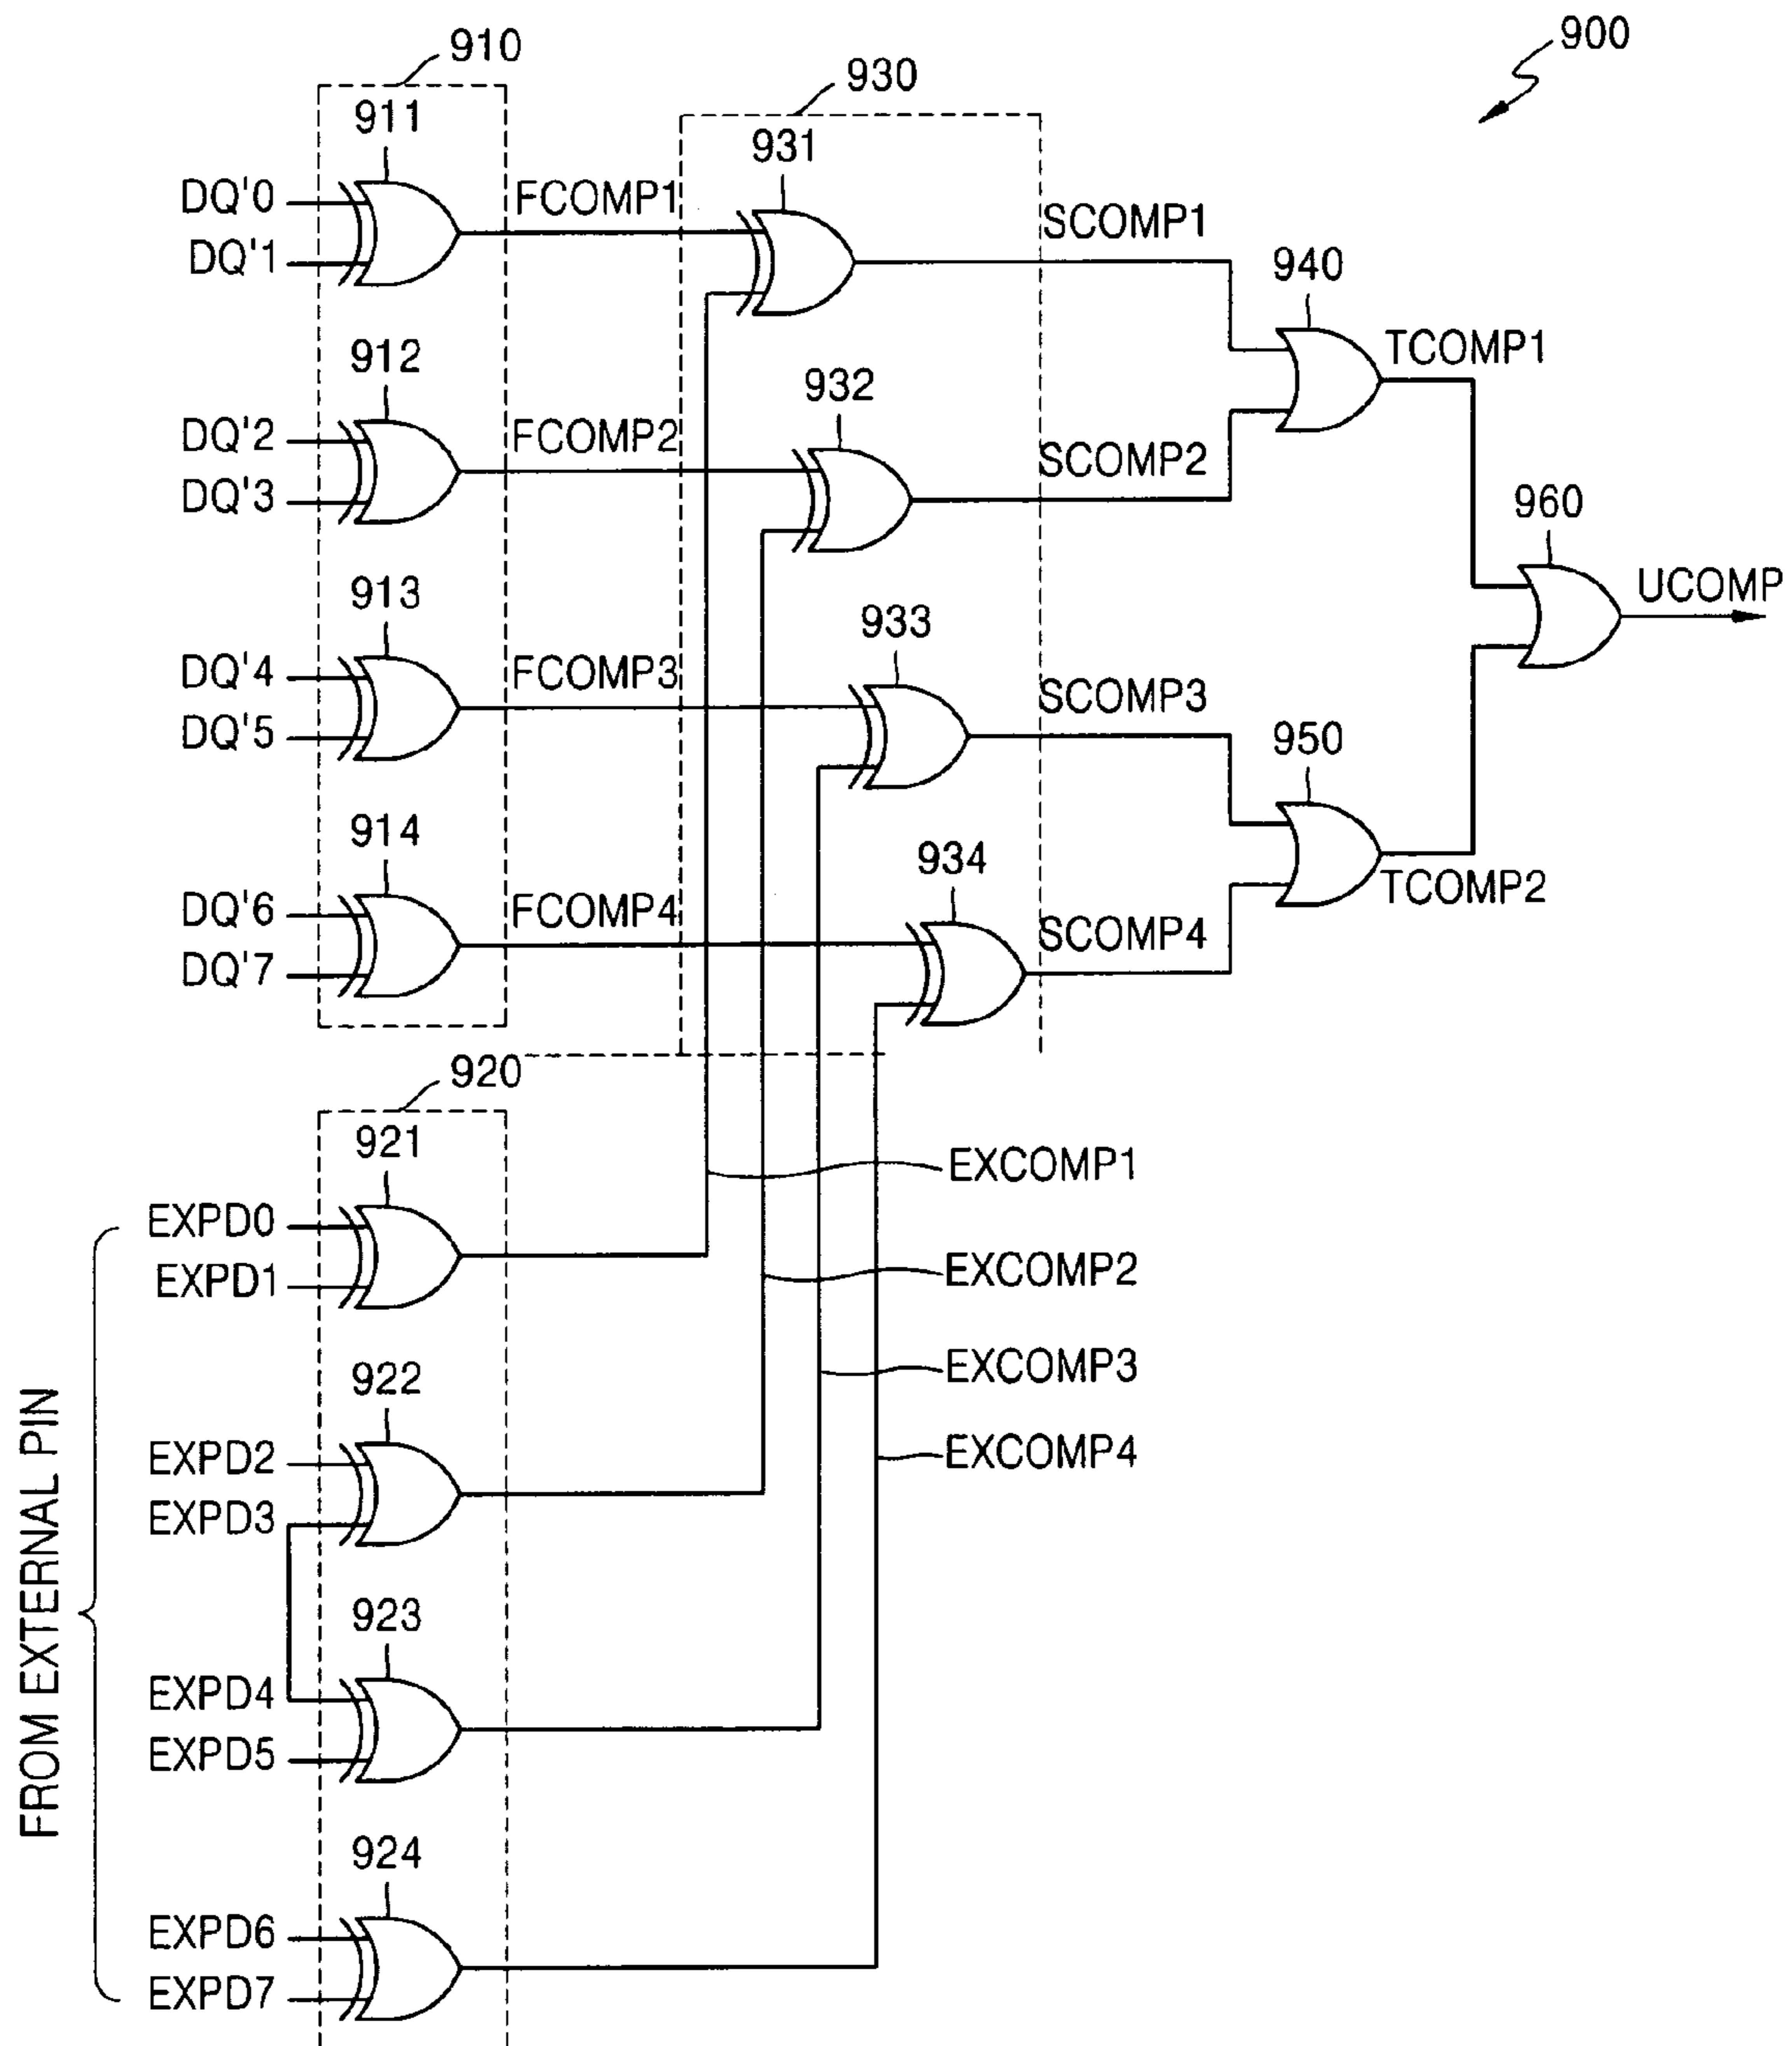 900
910
930
911
931
DQ'0
FCOMP1
SCOMP1
DQ'1
940
TCOMP1
912
932
DQ'2
FCOMP2
SCOMP2
DQ'3
960
UCOMP
913
933
DQ'4
FCOMP3
SCOMP3
DQ'5
950
914
934
TCOMP2
DQ'6
FCOMP4
SCOMP4
DQ'7
920
921
EXCOMP1
EXPD0
EXPD1
EXCOMP2
922
EXCOMP3
EXPD2
EXCOMP4
EXPD3
FROM EXTERNAL PIN
923
EXPD4
EXPD5
924
EXPD6
EXPD7